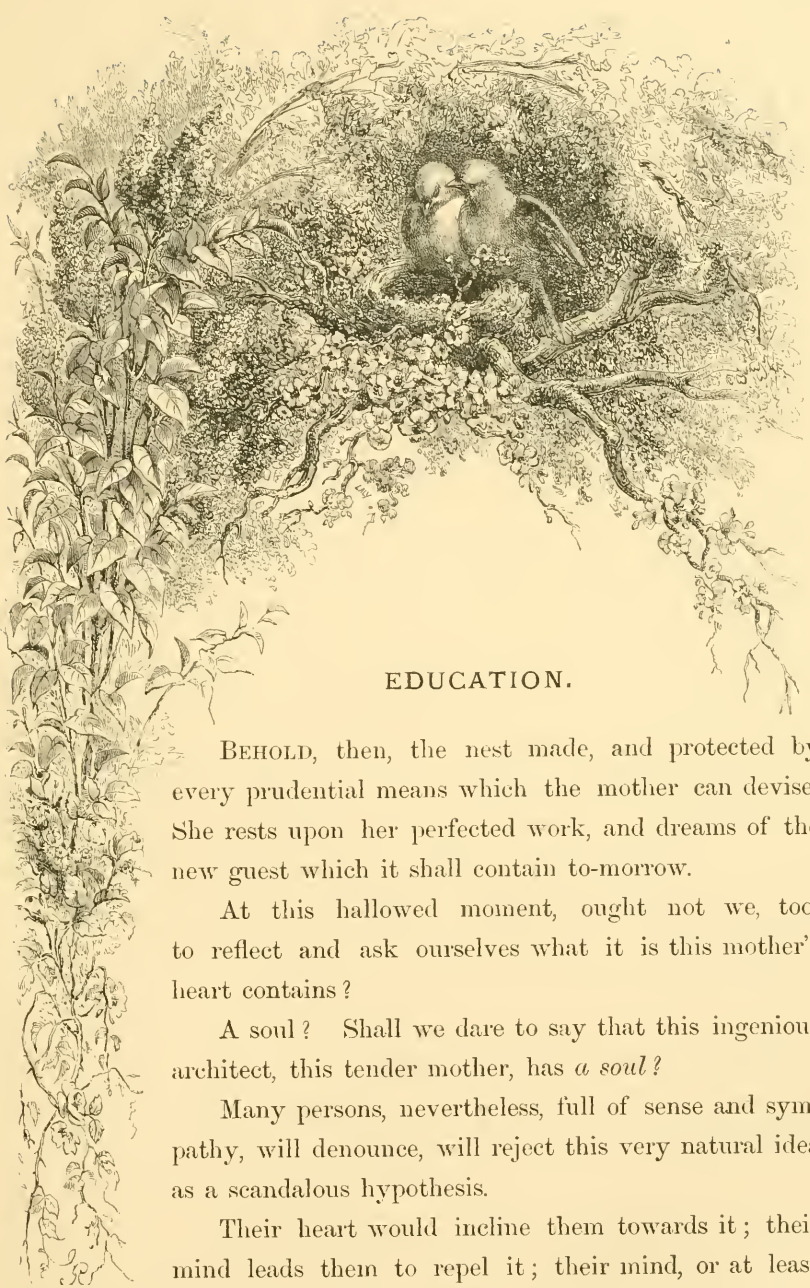 EDUCATION.
BEHOLD, then, the nest made, and protected by
every prudential means which the mother can devise
She rests upon her perfected work, and dreams of th
new guest which it shall contain to-morrow.
At this hallowed moment, ought not we, too
to reflect and ask ourselves what it is this mother'
heart contains?
A soul? Shall we dare to say that this ingeniou
architect, this tender mother, has a soul?
Many persons, nevertheless, full of sense and sym
pathy, will denounce, will reject this very natural idea
as a scandalous hypothesis.
Their heart would incline them towards it; thei
mind leads them to repel it; their mind, or at leas